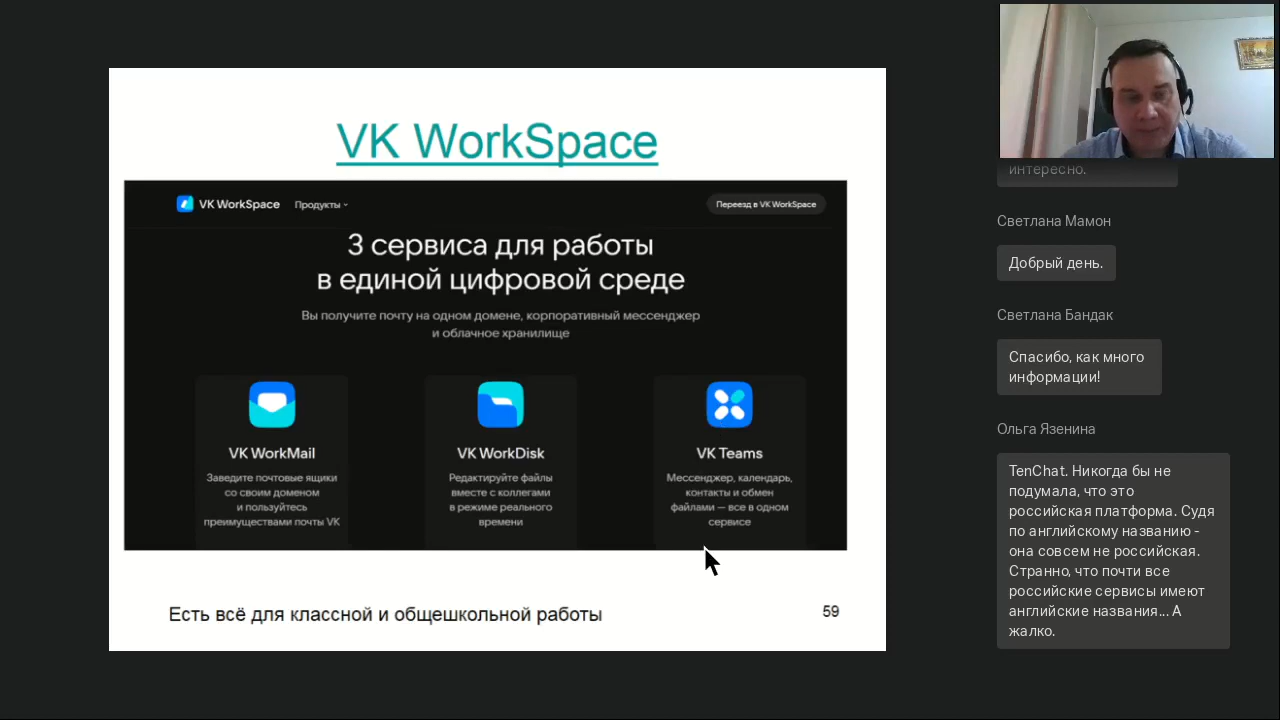 VK WorkSpace
VK WorkSpace
Продукты
Переезд в VK WorkSpace
3 сервиса для работы
в единой цифровой среде
Вы получите почту на одном домене, корпоративный мессенджер
и облачное хранилище
VK WorkMail
Заведите почтовые ящики
со своим доменом
и пользуйтесь
преимуществами почты VK
VK WorkDisk
Редактируйте файлы
вместе с коллегами
в режиме реального
времени
VK Teams
Мессенджер, календарь,
контакты и обмен
файлами — все в одном
сервисе
Есть всё для классной и общешкольной работы
59
интересно.
Светлана Мамон
Добрый день.
Светлана Бандак
Спасибо, как много
информации!
Ольга Язенина
TenChat. Никогда бы не
подумала, что это
российская платформа. Судя
по английскому названию -
она совсем не российская.
Странно, что почти все
российские сервисы имеют
английские названия... А
жалко.